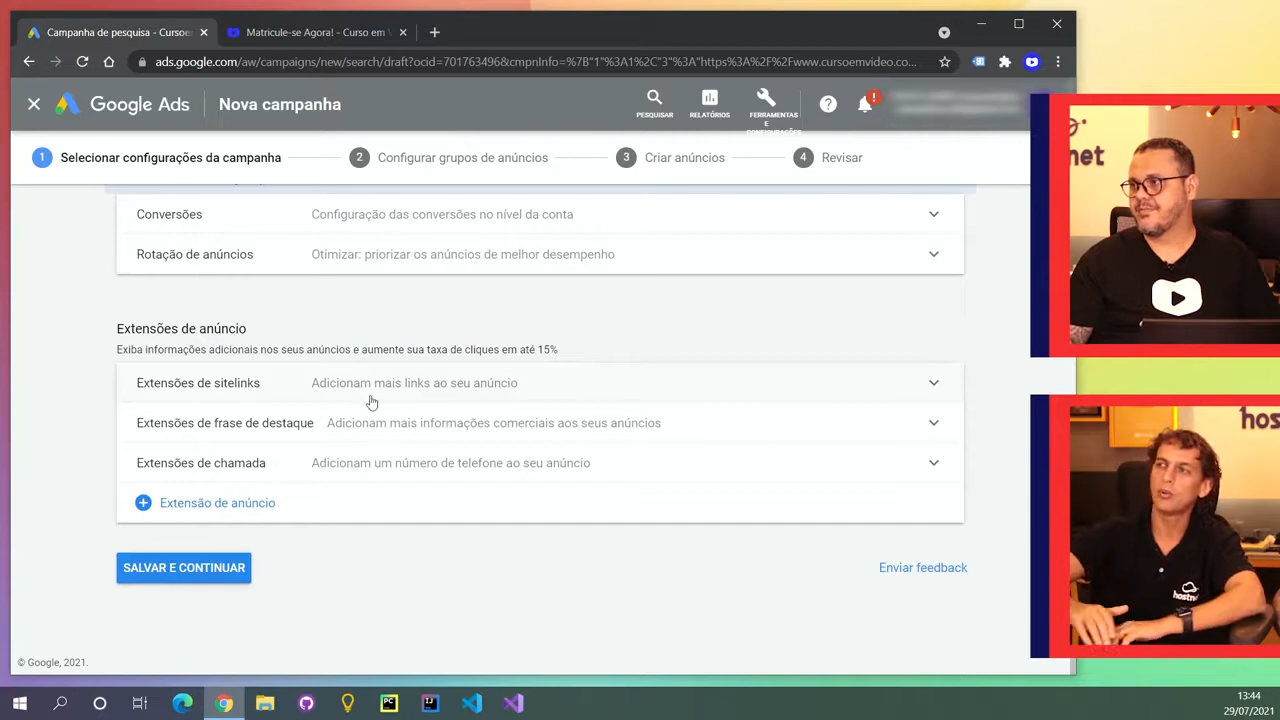 Campanha de pesquisa - Cursoe
Matricule-se Agora! - Curso em V
ads.google.com/aw/campaigns/new/search/draft?ocid=701763496&cmpnInfo=%7B"1"%3A1%2C"3"%3A"https%3A%2F%2Fwww.cursoemvideo.co...
Google Ads
Nova campanha
PESQUISAR
RELATÓRIOS
FERRAMENTAS
E
CONFIGURAÇÕES
1 Selecionar configurações da campanha
2 Configurar grupos de anúncios
3 Criar anúncios
4 Revisar
Conversões Configuração das conversões no nível da conta
Rotação de anúncios Otimizar: priorizar os anúncios de melhor desempenho
Extensões de anúncio
Exiba informações adicionais nos seus anúncios e aumente sua taxa de cliques em até 15%
Extensões de sitelinks Adicionam mais links ao seu anúncio
Extensões de frase de destaque Adicionam mais informações comerciais aos seus anúncios
Extensões de chamada Adicionam um número de telefone ao seu anúncio
Extensão de anúncio
SALVAR E CONTINUAR
Enviar feedback
© Google, 2021.
net
hos
hostn
13:44
29/07/2021